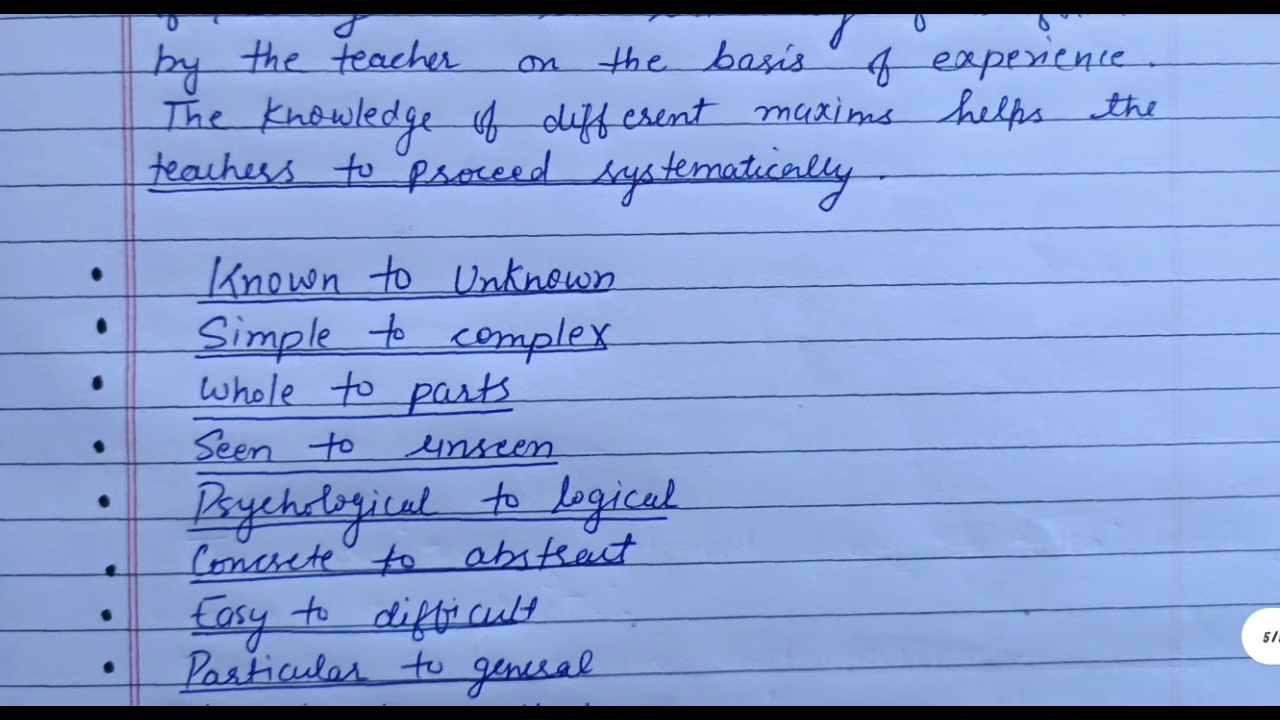 by the teacher on the basis of experience.
The knowledge of different maxims helps the
teachers to proceed systematically.
• Known to Unknown
• Simple to complex
• Whole to parts
• Seen to unseen
• Psychological to logical
• Concrete to abstract
• Easy to difficult
• Particular to general
5/